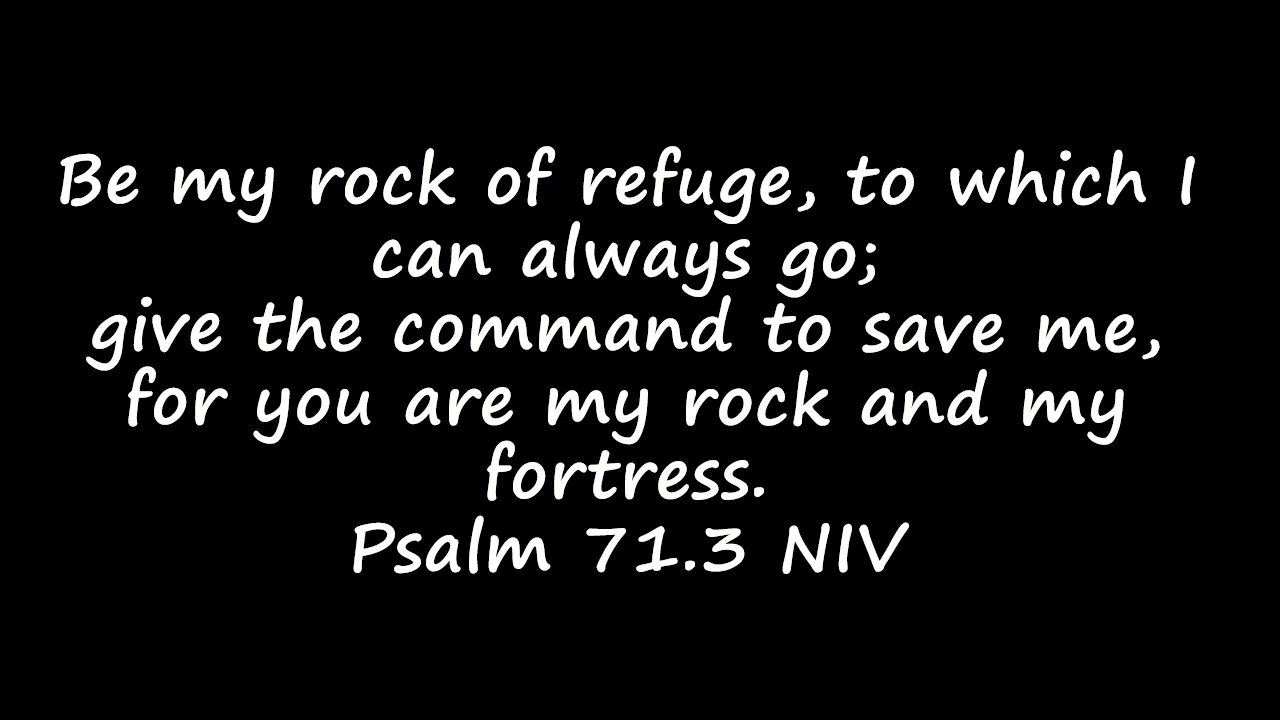 Be my rock of refuge, to which I
can always go;
give the command to save me,
for you are my rock and my
fortress.
Psalm 71.3 NIV